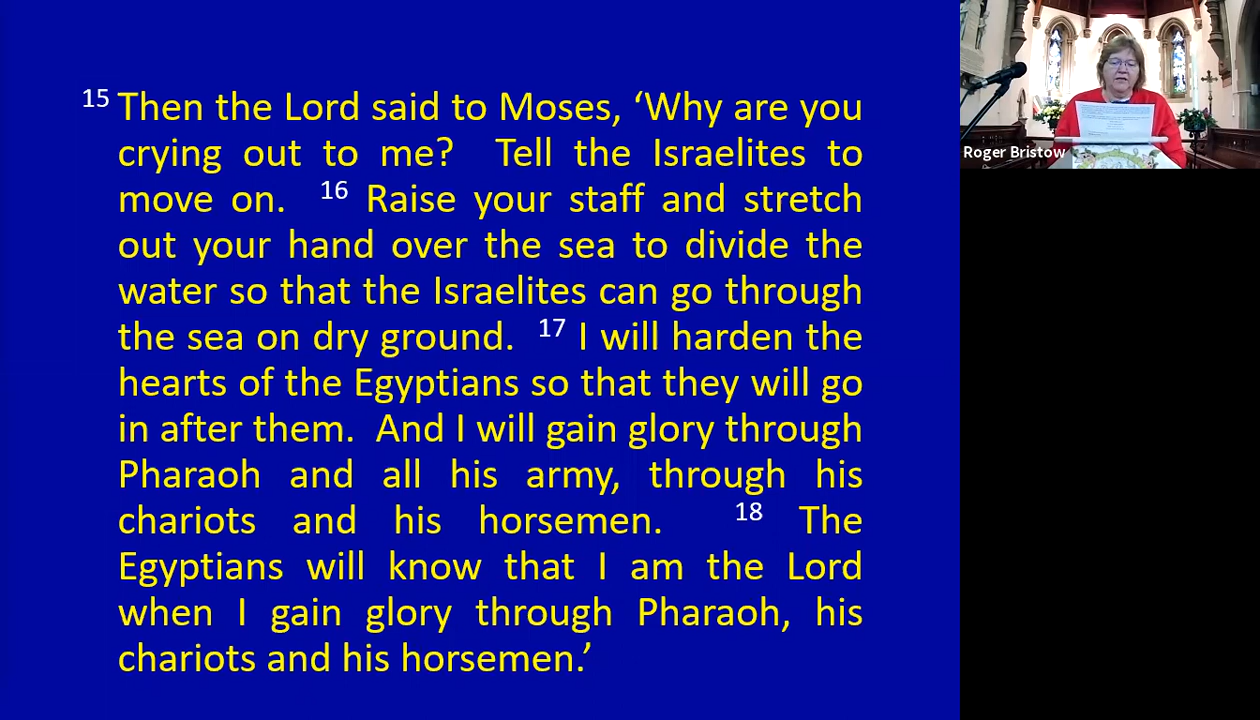 15 Then the Lord said to Moses, ‘Why are you
crying out to me? Tell the Israelites to
move on. 16 Raise your staff and stretch
out your hand over the sea to divide the
water so that the Israelites can go through
the sea on dry ground. 17 I will harden the
hearts of the Egyptians so that they will go
in after them. And I will gain glory through
Pharaoh and all his army, through his
chariots and his horsemen. 18 The
Egyptians will know that I am the Lord
when I gain glory through Pharaoh, his
chariots and his horsemen.’
Roger Bristow